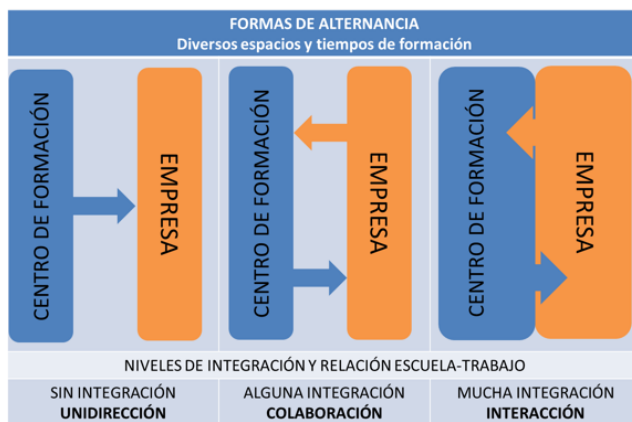 FORMAS DE ALTERNANCIA
Diversos espacios y tiempos de formación
CENTRO DE FORMACIÓN
EMPRESA
CENTRO DE FORMACIÓN
EMPRESA
CENTRO DE FORMACIÓN
EMPRESA
NIVELES DE INTEGRACIÓN Y RELACIÓN ESCUELA-TRABAJO
SIN INTEGRACIÓN
UNIDIRECCIÓN
ALGUNA INTEGRACIÓN
COLABORACIÓN
MUCHA INTEGRACIÓN
INTERACCIÓN